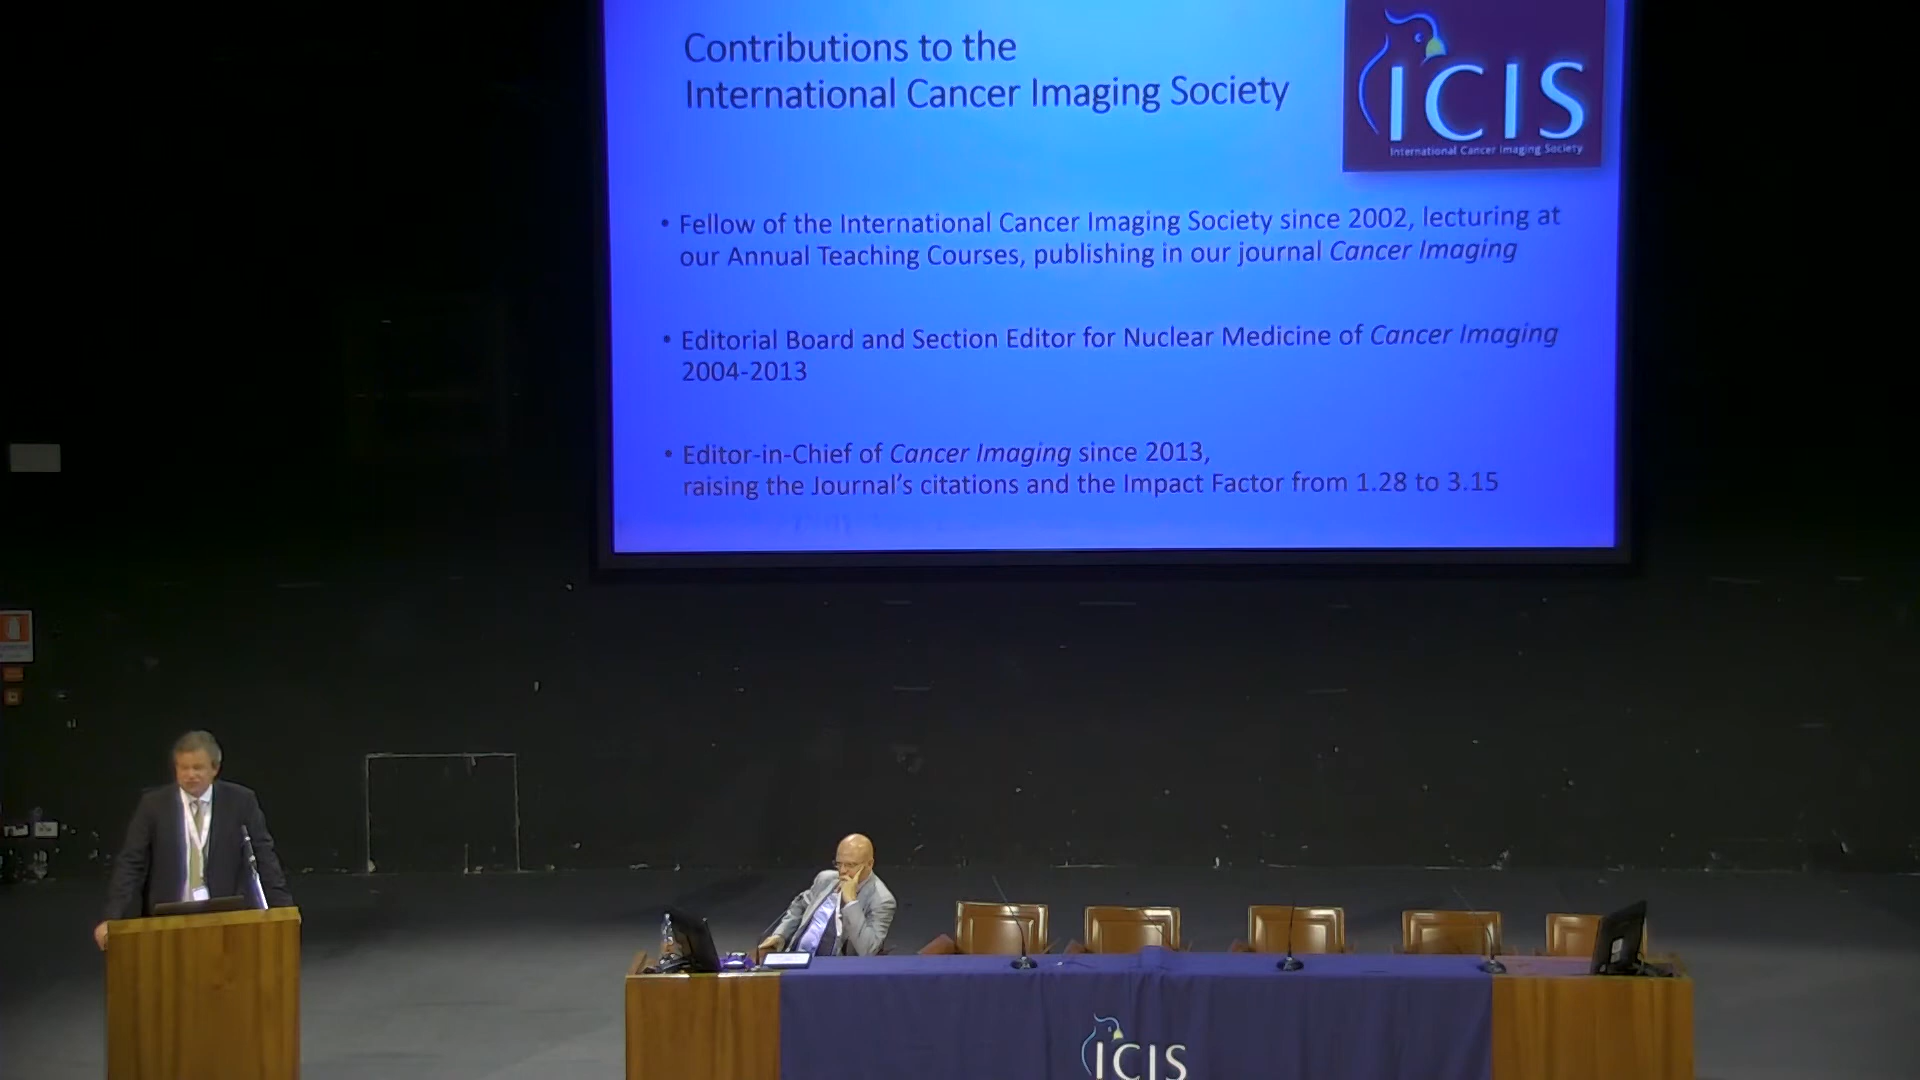 Contributions to the
International Cancer Imaging Society
ICIS
International Cancer Imaging Society
• Fellow of the International Cancer Imaging Society since 2002, lecturing at
our Annual Teaching Courses, publishing in our journal Cancer Imaging
• Editorial Board and Section Editor for Nuclear Medicine of Cancer Imaging
2004-2013
• Editor-in-Chief of Cancer Imaging since 2013,
raising the Journal's citations and the Impact Factor from 1.28 to 3.15
ICIS